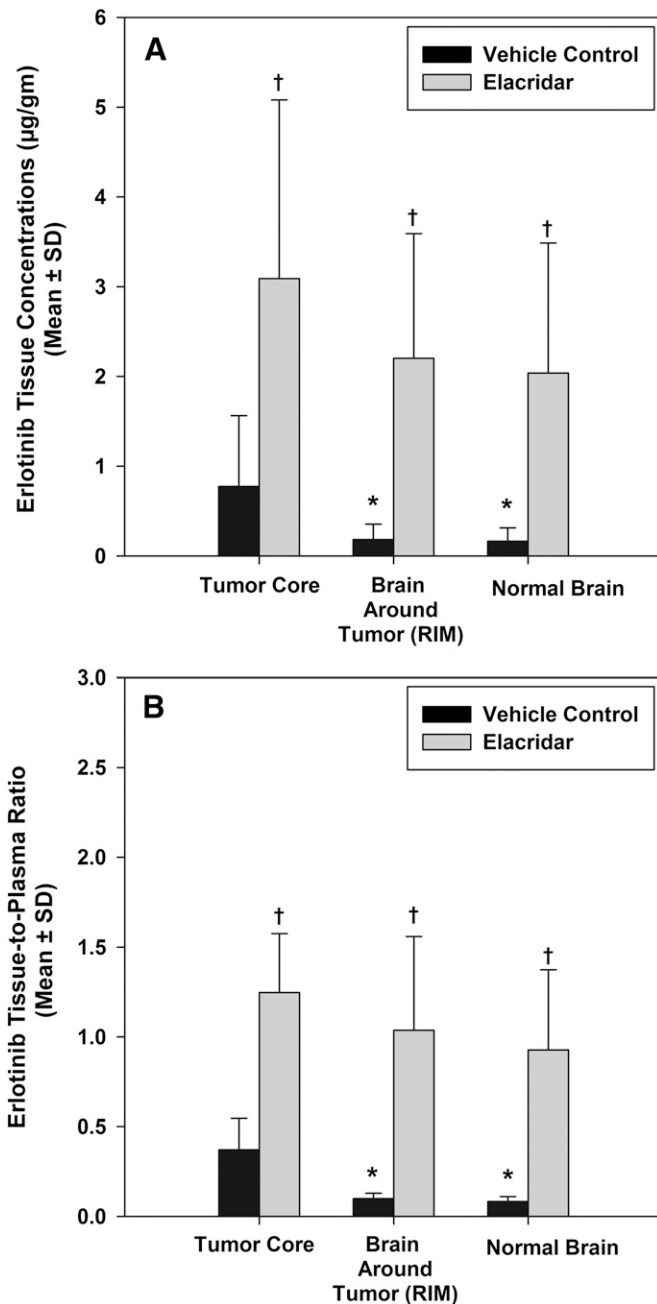 A
Vehicle Control
Elacridar
Erlotinib Tissue Concentrations (µg/gm)
(Mean ± SD)
6
5
4
3
2
1
0
†
†
†
*
*
Tumor Core
Brain
Around
Tumor (RIM)
Normal Brain
B
Vehicle Control
Elacridar
Erlotinib Tissue-to-Plasma Ratio
(Mean ± SD)
3.0
2.5
2.0
1.5
1.0
0.5
0.0
†
†
†
*
*
Tumor Core
Brain
Around
Tumor (RIM)
Normal Brain